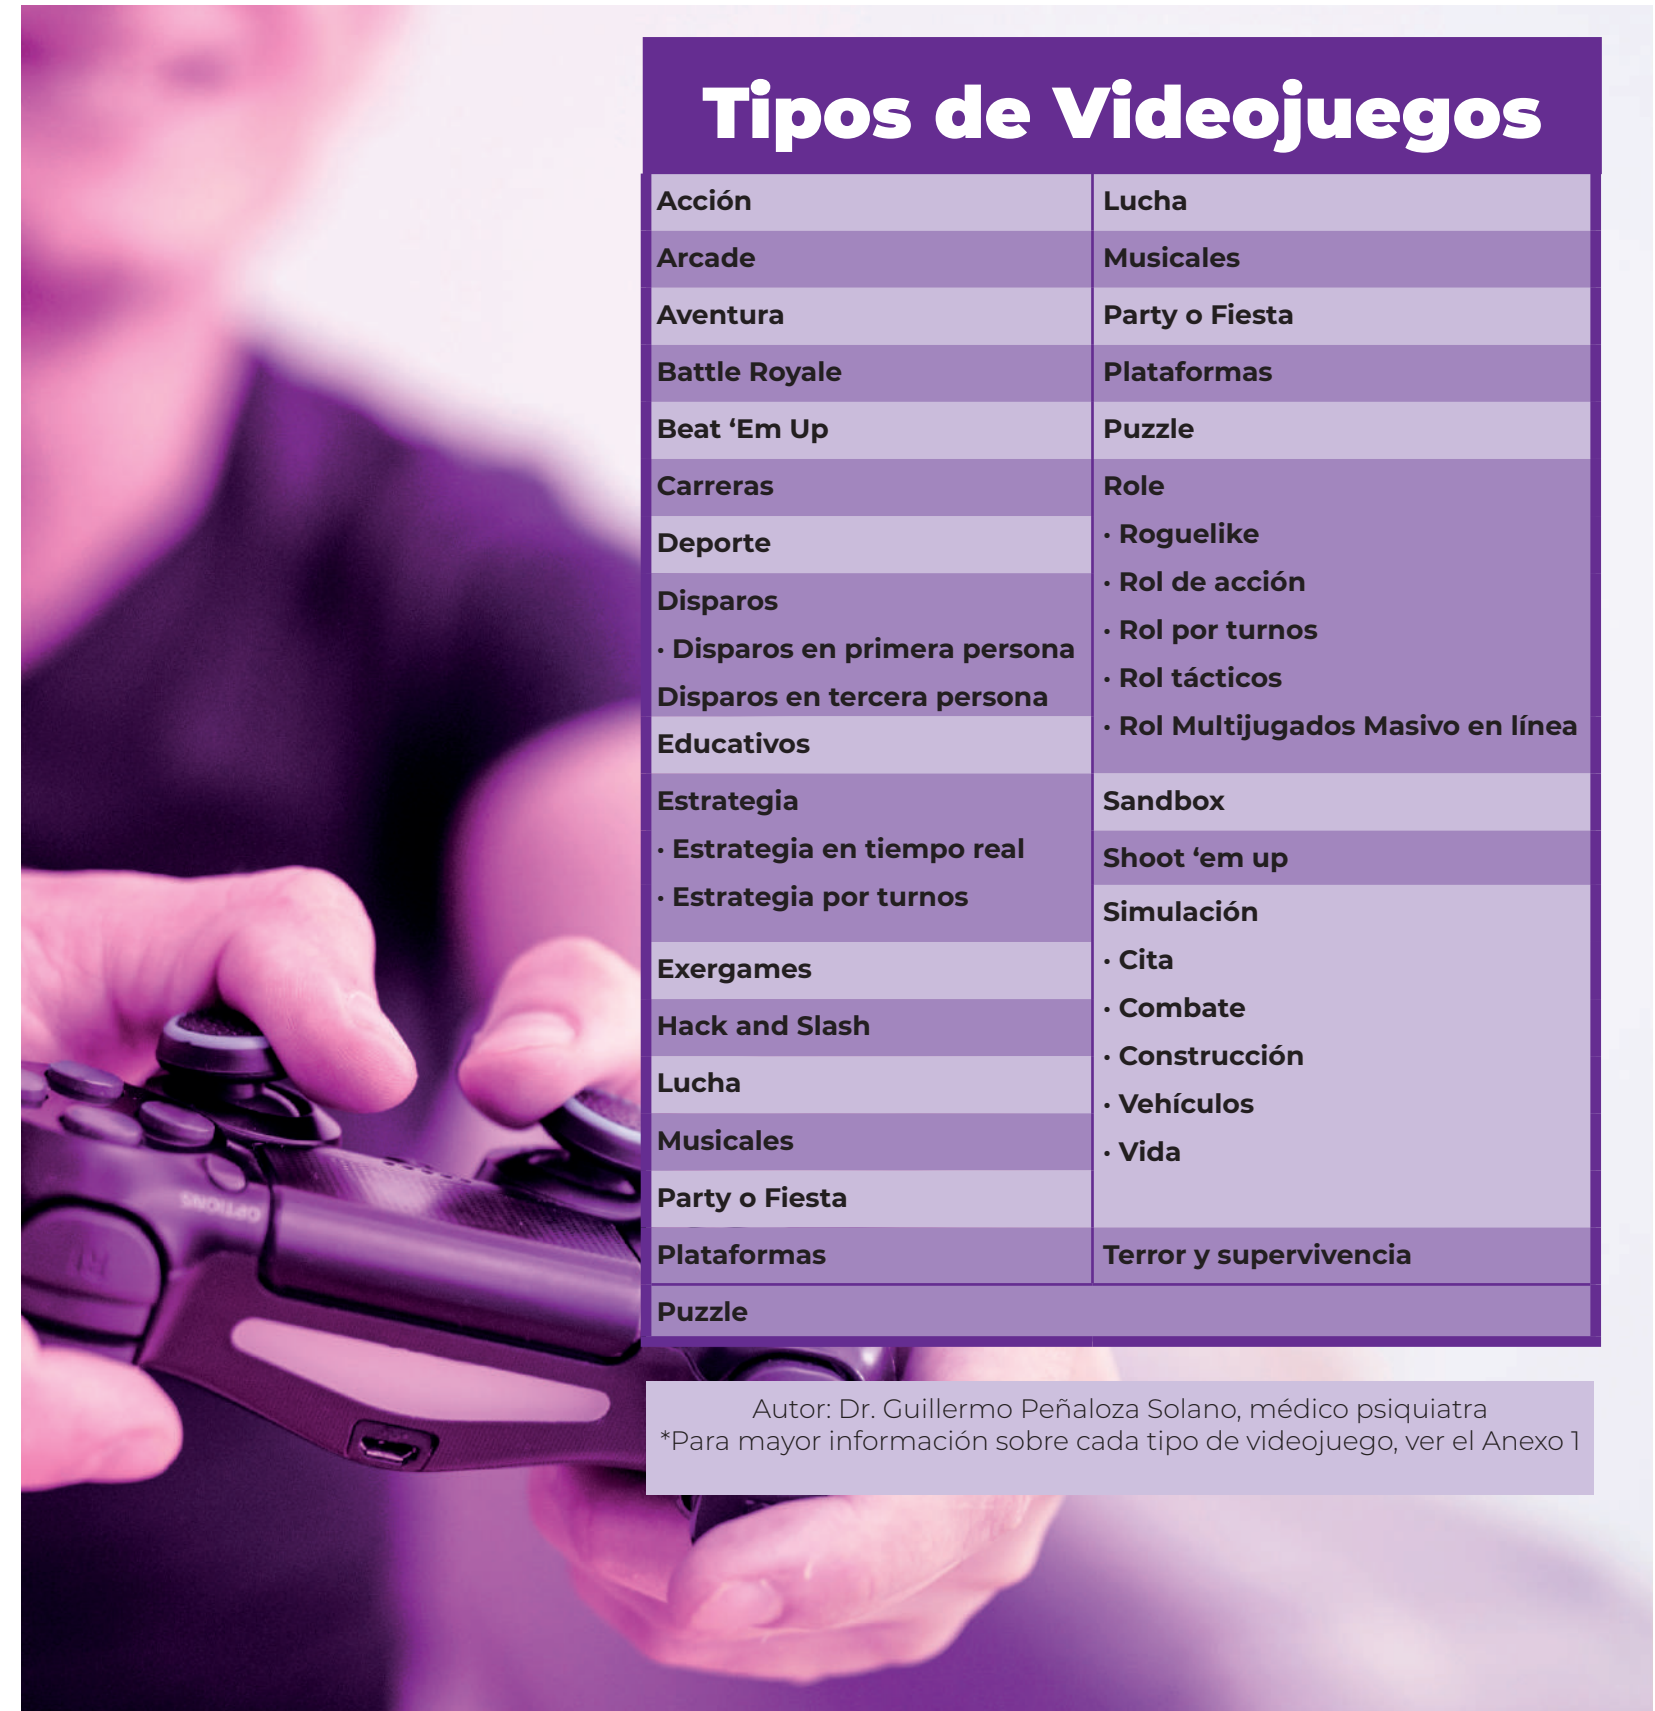 Tipos de Videojuegos
Acción
Arcade
Aventura
Battle Royale
Beat ‘Em Up
Carreras
Deporte
Disparos
· Disparos en primera persona
Disparos en tercera persona
Educativos
Estrategia
· Estrategia en tiempo real
· Estrategia por turnos
Exergames
Hack and Slash
Lucha
Musicales
Party o Fiesta
Plataformas
Puzzle
Lucha
Musicales
Party o Fiesta
Plataformas
Puzzle
Role
· Roguelike
· Rol de acción
· Rol por turnos
· Rol tácticos
· Rol Multijugados Masivo en línea
Sandbox
Shoot ‘em up
Simulación
· Cita
· Combate
· Construcción
· Vehículos
· Vida
Terror y supervivencia
Autor: Dr. Guillermo Peñaloza Solano, médico psiquiatra
*Para mayor información sobre cada tipo de videojuego, ver el Anexo 1
OPTIONS
R1